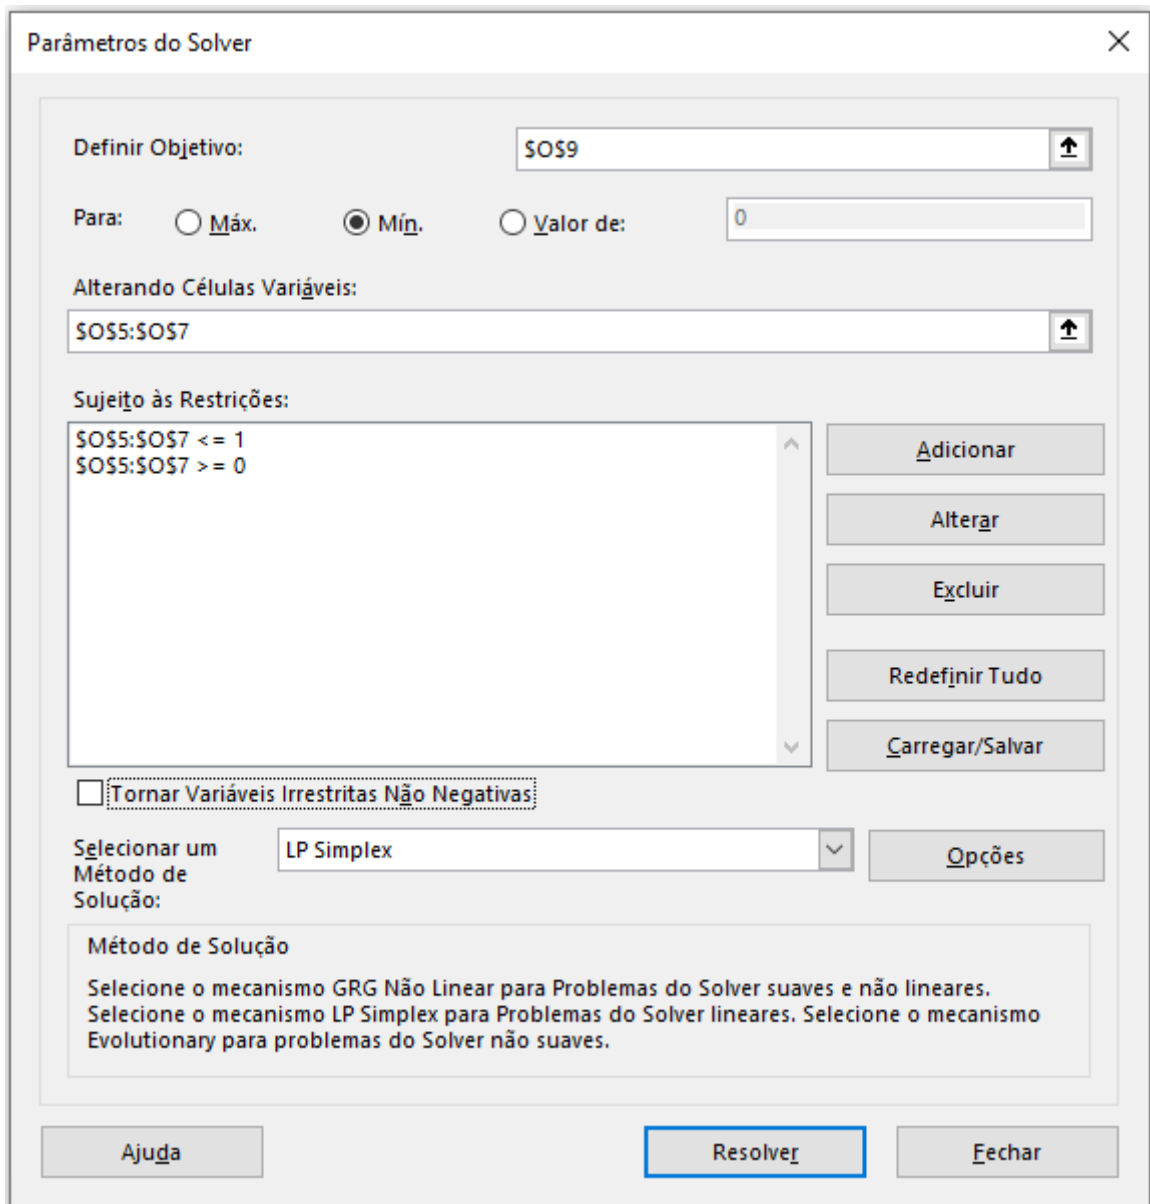 Parâmetros do Solver
Definir Objetivo:
$O$9
Para:
Máx.
Mín.
Valor de:
0
Alterando Células Variáveis:
$O$5:$O$7
Sujeito às Restrições:
$O$5:$O$7 <= 1
$O$5:$O$7 >= 0
Adicionar
Alterar
Excluir
Redefinir Tudo
Carregar/Salvar
Tornar Variáveis Irrestritas Não Negativas
Selecionar um
Método de
Solução:
LP Simplex
Opções
Método de Solução
Selecione o mecanismo GRG Não Linear para Problemas do Solver suaves e não lineares.
Selecione o mecanismo LP Simplex para Problemas do Solver lineares. Selecione o mecanismo
Evolutionary para problemas do Solver não suaves.
Ajuda
Resolver
Fechar